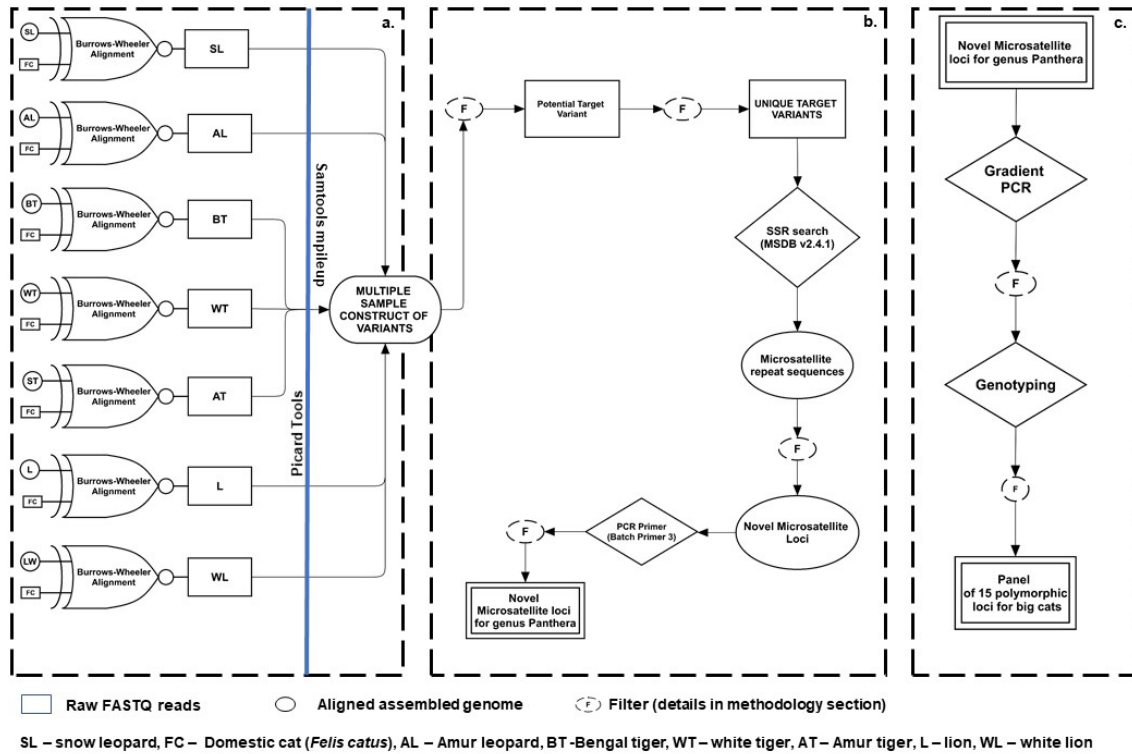 a.
SL
FC
Burrows-Wheeler
Alignment
SL
AL
FC
Burrows-Wheeler
Alignment
AL
BT
FC
Burrows-Wheeler
Alignment
BT
WT
FC
Burrows-Wheeler
Alignment
WT
ST
FC
Burrows-Wheeler
Alignment
AT
L
FC
Burrows-Wheeler
Alignment
L
LW
FC
Burrows-Wheeler
Alignment
WL
Samtools mpileup
Picard Tools
MULTIPLE
SAMPLE
CONSTRUCT OF
VARIANTS
b.
F
Potential Target
Variant
F
UNIQUE TARGET
VARIANTS
SSR search
(MSDB v2.4.1)
Microsatellite
repeat sequences
F
Novel Microsatellite
Loci
PCR Primer
(Batch Primer 3)
F
Novel
Microsatellite loci
for genus Panthera
c.
Novel Microsatellite
loci for genus Panthera
Gradient
PCR
F
Genotyping
F
Panel
of 15 polymorphic
loci for big cats
Raw FASTQ reads
Aligned assembled genome
F
Filter (details in methodology section)
SL – snow leopard, FC – Domestic cat (Felis catus), AL – Amur leopard, BT -Bengal tiger, WT – white tiger, AT – Amur tiger, L – lion, WL – white lion